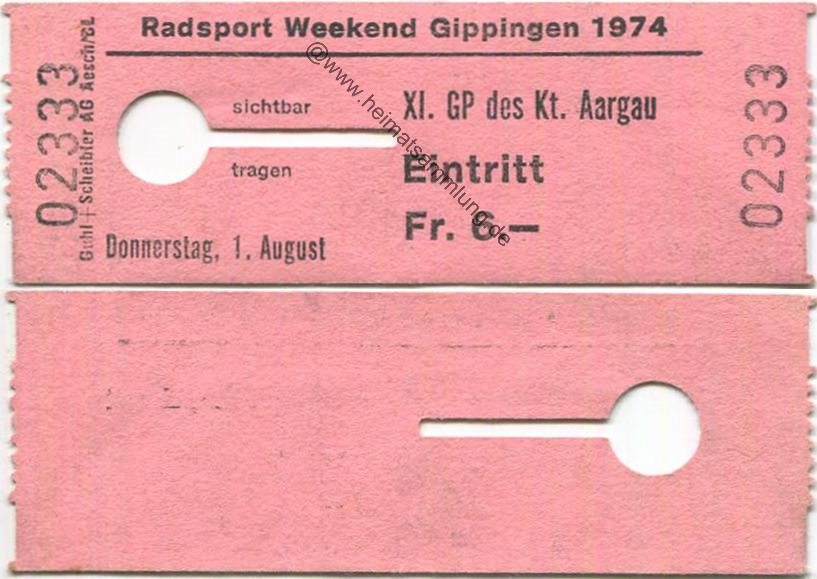 Radsport Weekend Gippingen 1974
02333
Guhl + Scheibler AG Aesch/BL
sichtbar
tragen
Donnerstag, 1. August
XI. GP des Kt. Aargau
Eintritt
Fr. 6.—
02333
@www.heimatsammlung.de